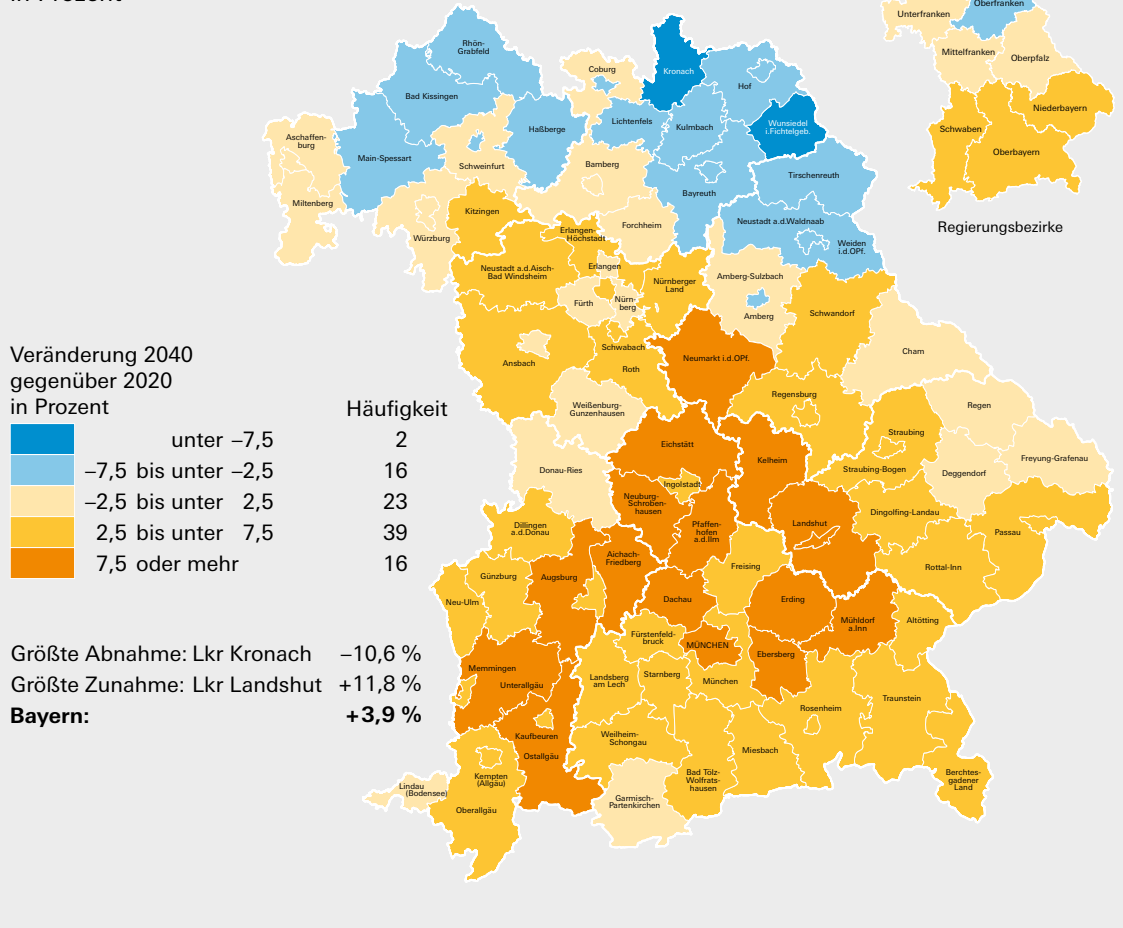 Oberfranken
Unterfranken
Mittelfranken
Oberpfalz
Niederbayern
Schwaben
Oberbayern
Regierungsbezirke
Rhön-
Grabfeld
Coburg
Kronach
Hof
Bad Kissingen
Wunsiedel
i.Fichtelgeb.
Lichtenfels
Kulmbach
Haßberge
Aschaffen-
burg
Main-Spessart
Schweinfurt
Bamberg
Tirschenreuth
Bayreuth
Miltenberg
Kitzingen
Würzburg
Forchheim
Erlangen-
Höchstadt
Neustadt a.d.Waldnaab
Weiden
i.d.OPf.
Neustadt a.d.Aisch-
Bad Windsheim
Erlangen
Nürnberger
Land
Amberg-Sulzbach
Fürth
Nürn-
berg
Amberg
Schwandorf
Ansbach
Schwabach
Roth
Neumarkt i.d.OPf.
Cham
Weißenburg-
Gunzenhausen
Regensburg
Regen
Eichstätt
Straubing
Kelheim
Freyung-Grafenau
Donau-Ries
Straubing-Bogen
Deggendorf
Ingolstadt
Neuburg-
Schroben-
hausen
Dingolfing-Landau
Dillingen
a.d.Donau
Pfaffen-
hofen
a.d.Ilm
Landshut
Passau
Aichach-
Friedberg
Freising
Rottal-Inn
Günzburg
Augsburg
Neu-Ulm
Dachau
Erding
Mühldorf
a.Inn
Altötting
Fürstenfeld-
bruck
MÜNCHEN
Ebersberg
Memmingen
Unterallgäu
Landsberg
am Lech
Starnberg
München
Traunstein
Rosenheim
Kaufbeuren
Ostallgäu
Weilheim-
Schongau
Miesbach
Kempten
(Allgäu)
Bad Tölz-
Wolfrats-
hausen
Berchtes-
gadener
Land
Lindau
(Bodensee)
Oberallgäu
Garmisch-
Partenkirchen
Veränderung 2040
gegenüber 2020
in Prozent Häufigkeit
unter –7,5 2
–7,5 bis unter –2,5 16
–2,5 bis unter 2,5 23
2,5 bis unter 7,5 39
7,5 oder mehr 16
Größte Abnahme: Lkr Kronach –10,6 %
Größte Zunahme: Lkr Landshut +11,8 %
Bayern: +3,9 %